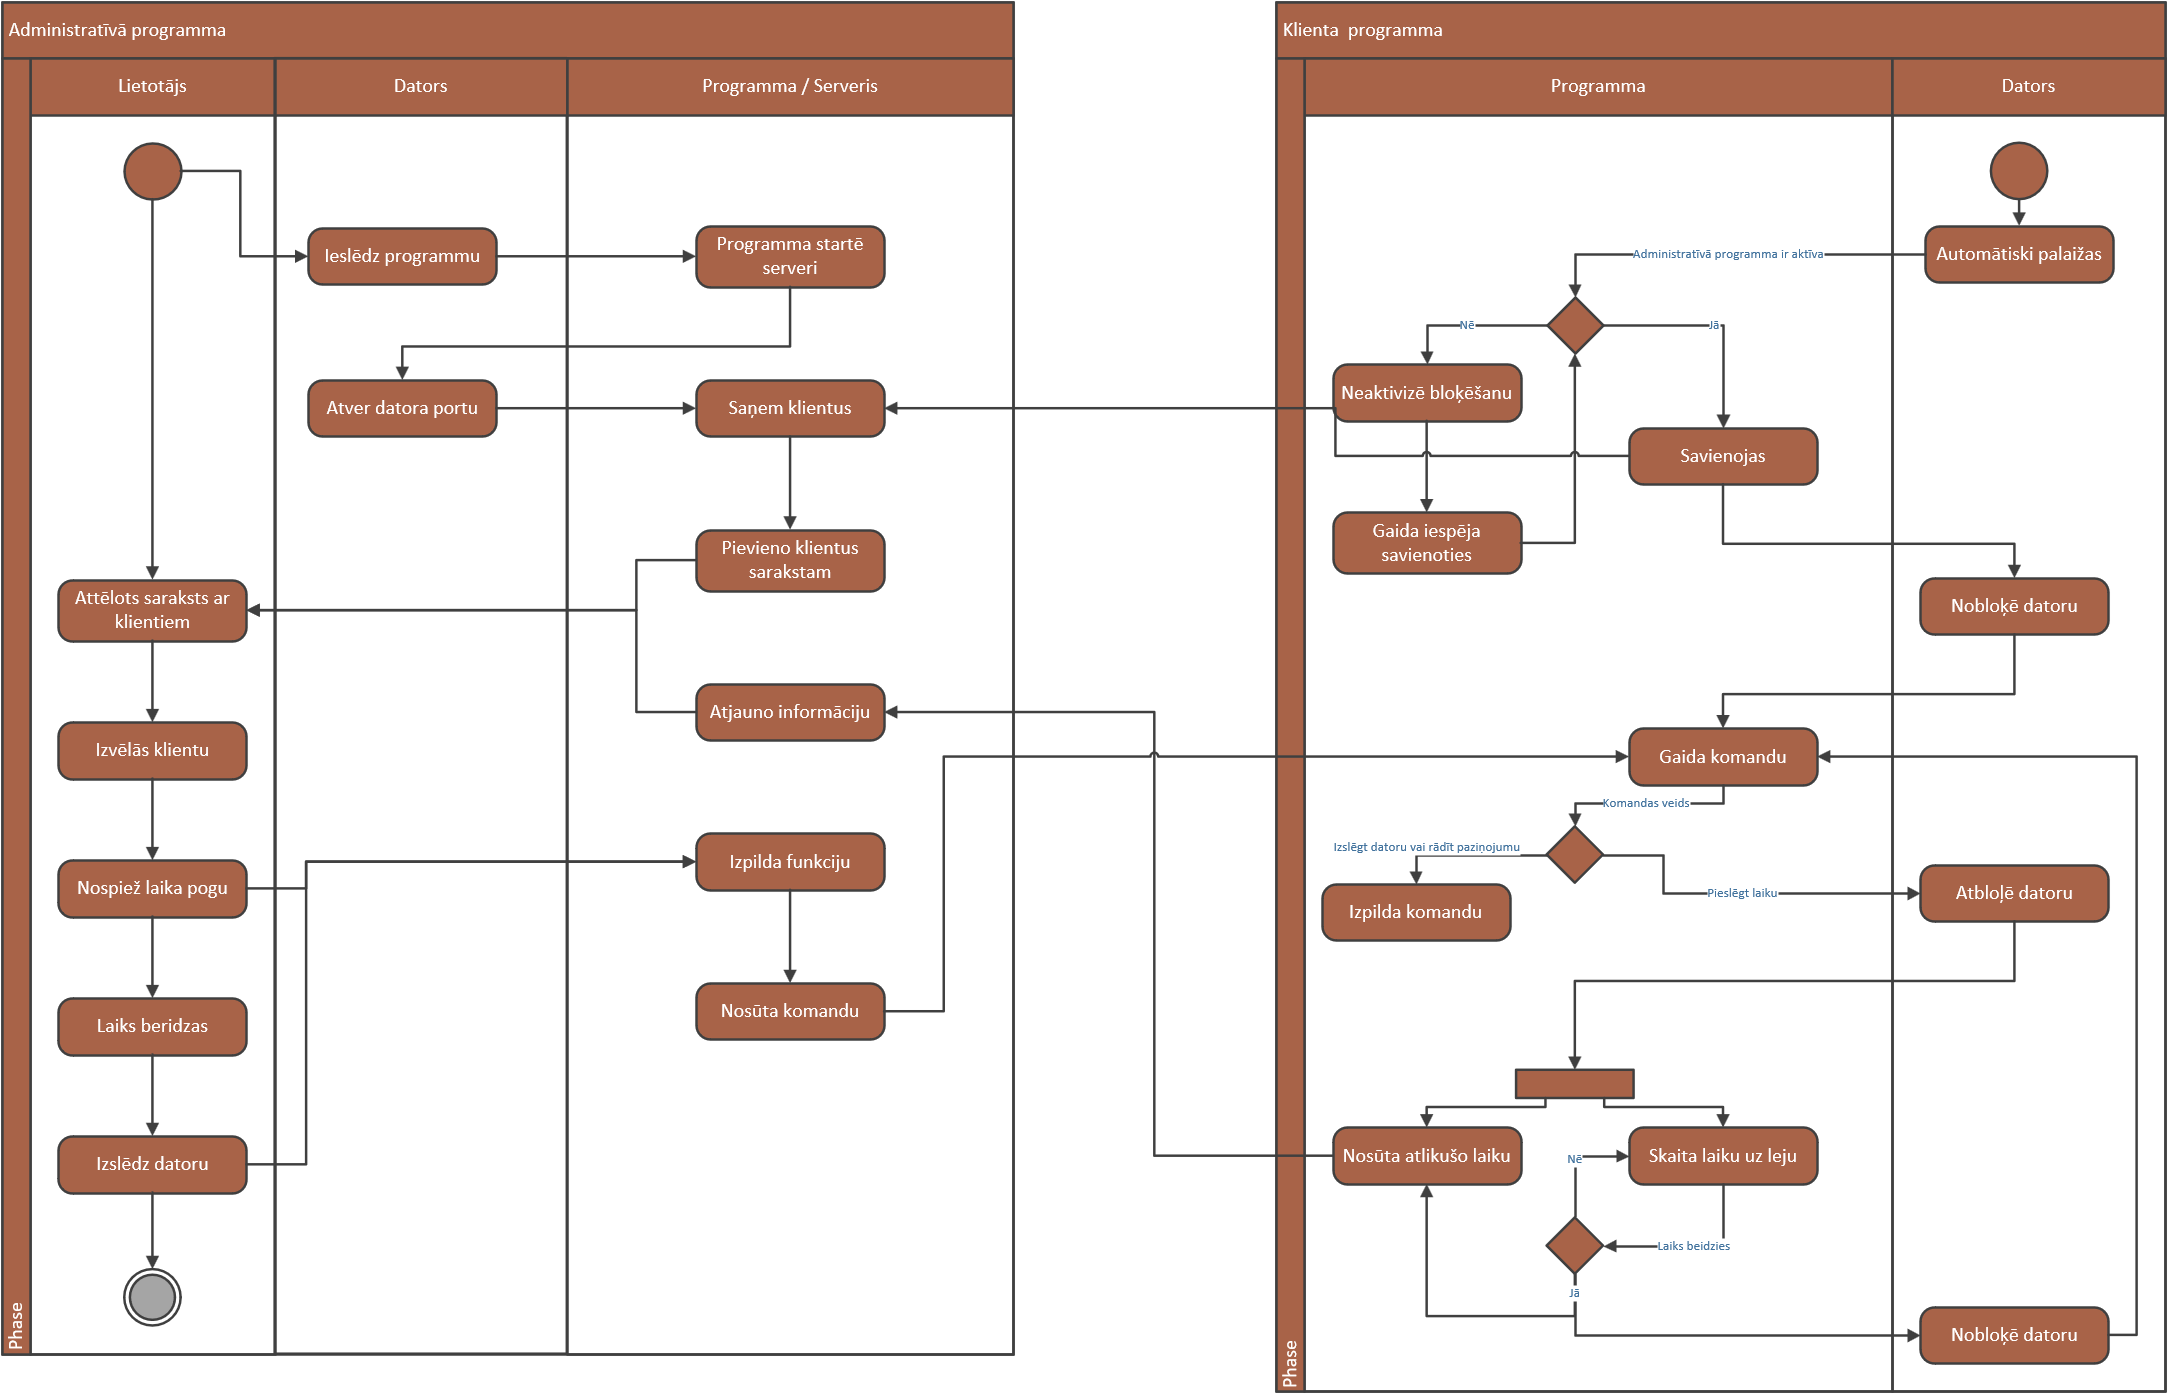 Administratīvā programma
Lietotājs
Dators
Programma / Serveris
Ieslēdz programmu
Programma startē
serveri
Atver datora portu
Saņem klientus
Pievieno klientus
sarakstam
Attēlots saraksts ar
klientiem
Atjauno informāciju
Izvēlās klientu
Izpilda funkciju
Nospiež laika pogu
Nosūta komandu
Laiks beridzas
Izslēdz datoru
Phase
Klienta  programma
Programma
Dators
Automātiski palaižas
Administratīvā programma ir aktīva
Nē
Jā
Neaktivizē bloķēšanu
Savienojas
Gaida iespēja
savienoties
Nobloķē datoru
Gaida komandu
Komandas veids
Izslēgt datoru vai rādīt paziņojumu
Pieslēgt laiku
Atbloļē datoru
Izpilda komandu
Nosūta atlikušo laiku
Nē
Skaita laiku uz leju
Laiks beidzies
Jā
Nobloķē datoru
Phase